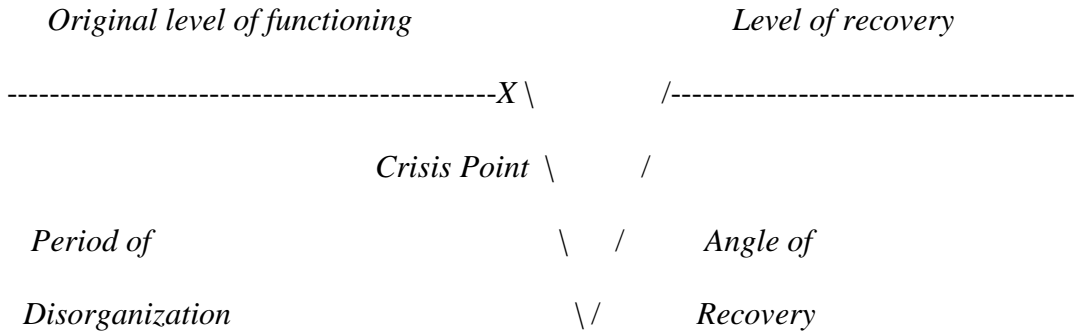 Original level of functioning Level of recovery
-----------------------------------------------X \ /--------------------------------------
Crisis Point \ /
Period of \ / Angle of
Disorganization \ / Recovery